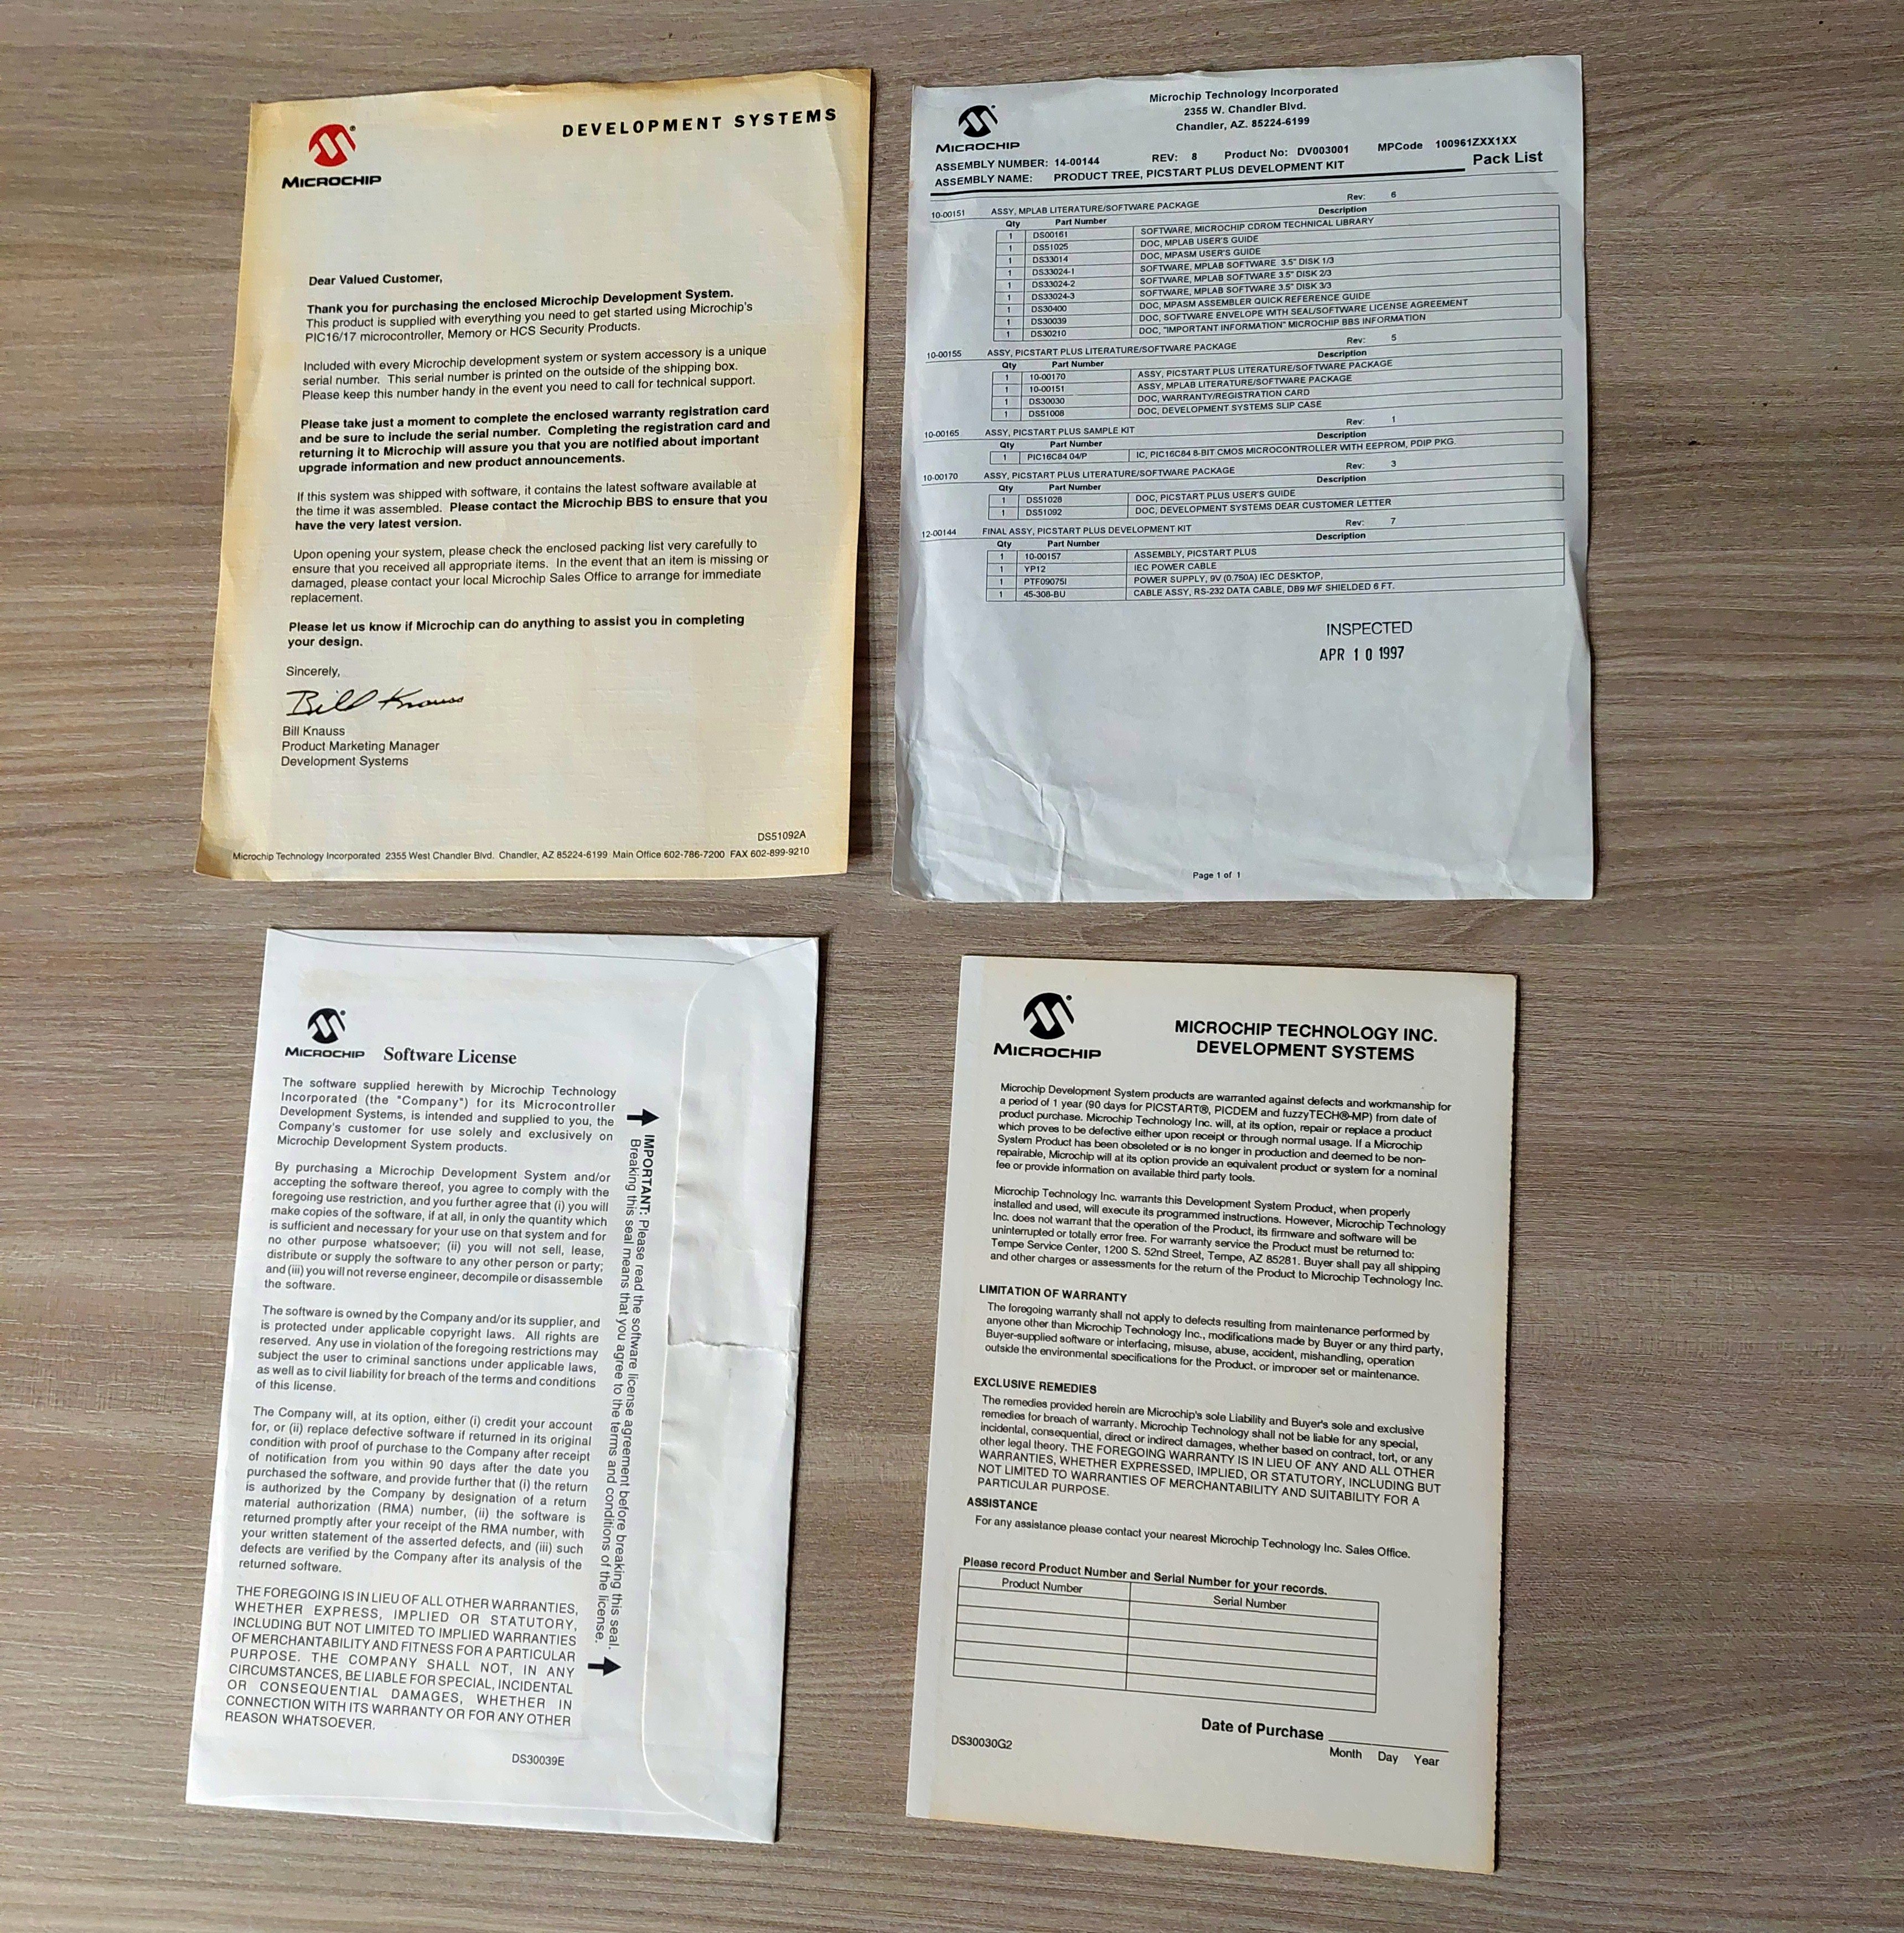 MICROCHIP
DEVELOPMENT SYSTEMS
Dear Valued Customer,
Thank you for purchasing the enclosed Microchip Development System.
This product is supplied with everything you need to get started using Microchip's
PIC16/17 microcontroller, Memory or HCS Security Products.
Included with every Microchip development system or system accessory is a unique
serial number. This serial number is printed on the outside of the shipping box.
Please keep this number handy in the event you need to call for technical support.
Please take just a moment to complete the enclosed warranty registration card
and be sure to include the serial number. Completing the registration card and
returning it to Microchip will assure you that you are notified about important
upgrade information and new product announcements.
If this system was shipped with software, it contains the latest software available at
the time it was assembled. Please contact the Microchip BBS to ensure that you
have the very latest version.
Upon opening your system, please check the enclosed packing list very carefully to
ensure that you received all appropriate items. In the event that an item is missing or
damaged, please contact your local Microchip Sales Office to arrange for immediate
replacement.
Please let us know if Microchip can do anything to assist you in completing
your design.
Sincerely,
Bill Knauss
Bill Knauss
Product Marketing Manager
Development Systems
DS51092A
Microchip Technology Incorporated 2355 West Chandler Blvd. Chandler, AZ 85224-6199 Main Office 602-786-7200 FAX 602-899-9210
MICROCHIP
Microchip Technology Incorporated
2355 W. Chandler Blvd.
Chandler, AZ. 85224-6199
ASSEMBLY NUMBER: 14-00144 REV: 8 Product No: DV003001 MPCode 100961ZXX1XX
ASSEMBLY NAME: PRODUCT TREE, PICSTART PLUS DEVELOPMENT KIT Pack List
10-00151 ASSY, MPLAB LITERATURE/SOFTWARE PACKAGE Rev: 6
Qty Part Number Description
1 DS00161 SOFTWARE, MICROCHIP CDROM TECHNICAL LIBRARY
1 DS51025 DOC, MPLAB USER'S GUIDE
1 DS33014 DOC, MPASM USER'S GUIDE
1 DS33024-1 SOFTWARE, MPLAB SOFTWARE 3.5" DISK 1/3
1 DS33024-2 SOFTWARE, MPLAB SOFTWARE 3.5" DISK 2/3
1 DS33024-3 SOFTWARE, MPLAB SOFTWARE 3.5" DISK 3/3
1 DS30400 DOC, MPASM ASSEMBLER QUICK REFERENCE GUIDE
1 DS30039 DOC, SOFTWARE ENVELOPE WITH SEAL/SOFTWARE LICENSE AGREEMENT
1 DS30210 DOC, "IMPORTANT INFORMATION" MICROCHIP BBS INFORMATION
10-00155 ASSY, PICSTART PLUS LITERATURE/SOFTWARE PACKAGE Rev: 5
Qty Part Number Description
1 10-00170 ASSY, PICSTART PLUS LITERATURE/SOFTWARE PACKAGE
1 10-00151 ASSY, MPLAB LITERATURE/SOFTWARE PACKAGE
1 DS30030 DOC, WARRANTY/REGISTRATION CARD
1 DS51008 DOC, DEVELOPMENT SYSTEMS SLIP CASE
10-00165 ASSY, PICSTART PLUS SAMPLE KIT Rev: 1
Qty Part Number Description
1 PIC16C84 04/P IC, PIC16C84 8-BIT CMOS MICROCONTROLLER WITH EEPROM, PDIP PKG.
10-00170 ASSY, PICSTART PLUS LITERATURE/SOFTWARE PACKAGE Rev: 3
Qty Part Number Description
1 DS51028 DOC, PICSTART PLUS USER'S GUIDE
1 DS51092 DOC, DEVELOPMENT SYSTEMS DEAR CUSTOMER LETTER
12-00144 FINAL ASSY, PICSTART PLUS DEVELOPMENT KIT Rev: 7
Qty Part Number Description
1 10-00157 ASSEMBLY, PICSTART PLUS
1 YP12 IEC POWER CABLE
1 PTF09075I POWER SUPPLY, 9V (0.750A) IEC DESKTOP,
1 45-308-BU CABLE ASSY, RS-232 DATA CABLE, DB9 M/F SHIELDED 6 FT.
INSPECTED
APR 10 1997
Page 1 of 1
MICROCHIP Software License
The software supplied herewith by Microchip Technology
Incorporated (the "Company") for its Microcontroller
Development Systems, is intended and supplied to you, the
Company's customer for use solely and exclusively on
Microchip Development System products.
By purchasing a Microchip Development System and/or
accepting the software thereof, you agree to comply with the
foregoing use restriction, and you further agree that (i) you will
make copies of the software, if at all, in only the quantity which
is sufficient and necessary for your use on that system and for
no other purpose whatsoever; (ii) you will not sell, lease,
distribute or supply the software to any other person or party;
and (iii) you will not reverse engineer, decompile or disassemble
the software.
The software is owned by the Company and/or its supplier, and
is protected under applicable copyright laws. All rights are
reserved. Any use in violation of the foregoing restrictions may
subject the user to criminal sanctions under applicable laws,
as well as to civil liability for breach of the terms and conditions
of this license.
The Company will, at its option, either (i) credit your account
for, or (ii) replace defective software if returned in its original
condition with proof of purchase to the Company after receipt
of notification from you within 90 days after the date you
purchased the software, and provide further that (i) the return
is authorized by the Company by designation of a return
material authorization (RMA) number, (ii) the software is
returned promptly after your receipt of the RMA number, with
your written statement of the asserted defects, and (iii) such
defects are verified by the Company after its analysis of the
returned software.
THE FOREGOING IS IN LIEU OF ALL OTHER WARRANTIES,
WHETHER EXPRESS, IMPLIED OR STATUTORY,
INCLUDING BUT NOT LIMITED TO IMPLIED WARRANTIES
OF MERCHANTABILITY AND FITNESS FOR A PARTICULAR
PURPOSE. THE COMPANY SHALL NOT, IN ANY
CIRCUMSTANCES, BE LIABLE FOR SPECIAL, INCIDENTAL
OR CONSEQUENTIAL DAMAGES, WHETHER IN
CONNECTION WITH ITS WARRANTY OR FOR ANY OTHER
REASON WHATSOEVER.
DS30039E
IMPORTANT: Please read the software license agreement before breaking this seal.
Breaking this seal means that you agree to the terms and conditions of the license.
MICROCHIP
MICROCHIP TECHNOLOGY INC.
DEVELOPMENT SYSTEMS
Microchip Development System products are warranted against defects and workmanship for
a period of 1 year (90 days for PICSTART®, PICDEM and fuzzyTECH®-MP) from date of
product purchase. Microchip Technology Inc. will, at its option, repair or replace a product
which proves to be defective either upon receipt or through normal usage. If a Microchip
System Product has been obsoleted or is no longer in production and deemed to be non-
repairable, Microchip will at its option provide an equivalent product or system for a nominal
fee or provide information on available third party tools.
Microchip Technology Inc. warrants this Development System Product, when properly
installed and used, will execute its programmed instructions. However, Microchip Technology
Inc. does not warrant that the operation of the Product, its firmware and software will be
uninterrupted or totally error free. For warranty service the Product must be returned to:
Tempe Service Center, 1200 S. 52nd Street, Tempe, AZ 85281. Buyer shall pay all shipping
and other charges or assessments for the return of the Product to Microchip Technology Inc.
LIMITATION OF WARRANTY
The foregoing warranty shall not apply to defects resulting from maintenance performed by
anyone other than Microchip Technology Inc., modifications made by Buyer or any third party,
Buyer-supplied software or interfacing, misuse, abuse, accident, mishandling, operation
outside the environmental specifications for the Product, or improper set or maintenance.
EXCLUSIVE REMEDIES
The remedies provided herein are Microchip's sole Liability and Buyer's sole and exclusive
remedies for breach of warranty. Microchip Technology shall not be liable for any special,
incidental, consequential, direct or indirect damages, whether based on contract, tort, or any
other legal theory. THE FOREGOING WARRANTY IS IN LIEU OF ANY AND ALL OTHER
WARRANTIES, WHETHER EXPRESSED, IMPLIED, OR STATUTORY, INCLUDING BUT
NOT LIMITED TO WARRANTIES OF MERCHANTABILITY AND SUITABILITY FOR A
PARTICULAR PURPOSE.
ASSISTANCE
For any assistance please contact your nearest Microchip Technology Inc. Sales Office.
Please record Product Number and Serial Number for your records.
Product Number Serial Number
Date of Purchase
Month Day Year
DS30030G2